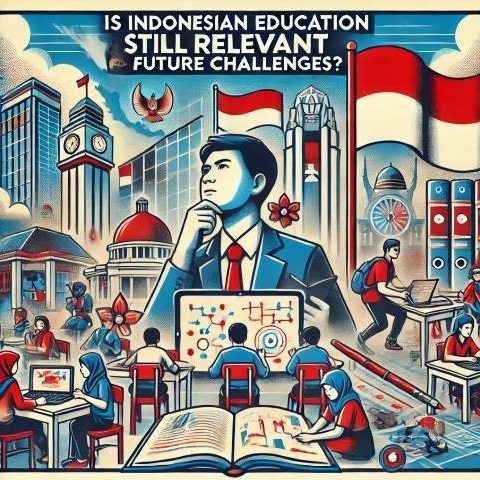 IS INDONESIAN EDUCATION
STILL RELEVANT
FUTURE CHALLENGES?